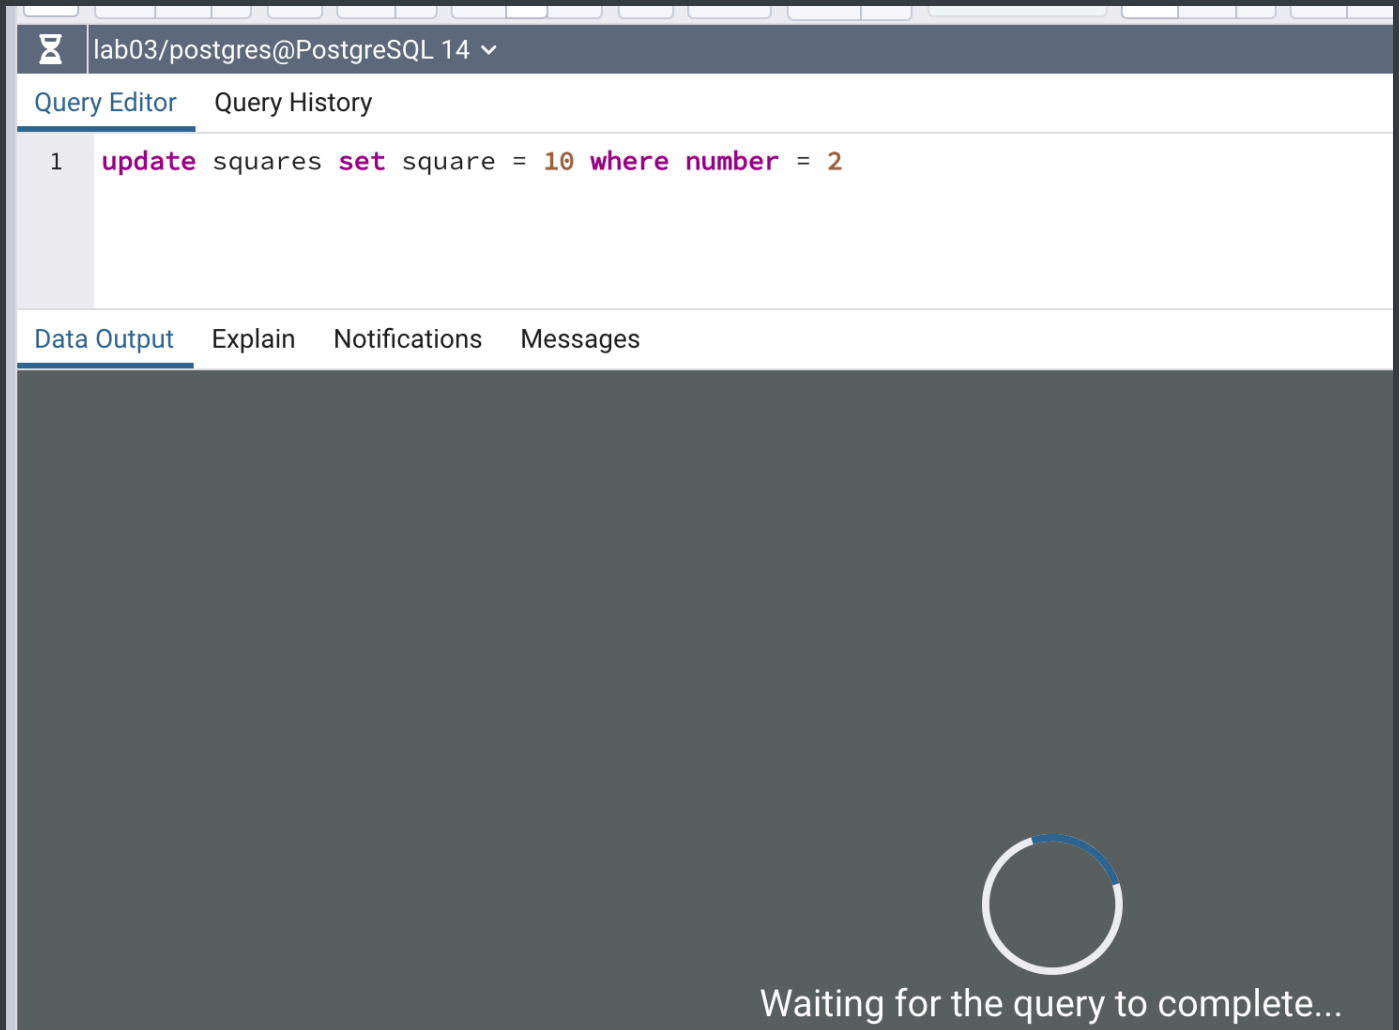 lab03/postgres@PostgreSQL 14
Query Editor Query History
1 update squares set square = 10 where number = 2
Data Output Explain Notifications Messages
Waiting for the query to complete...